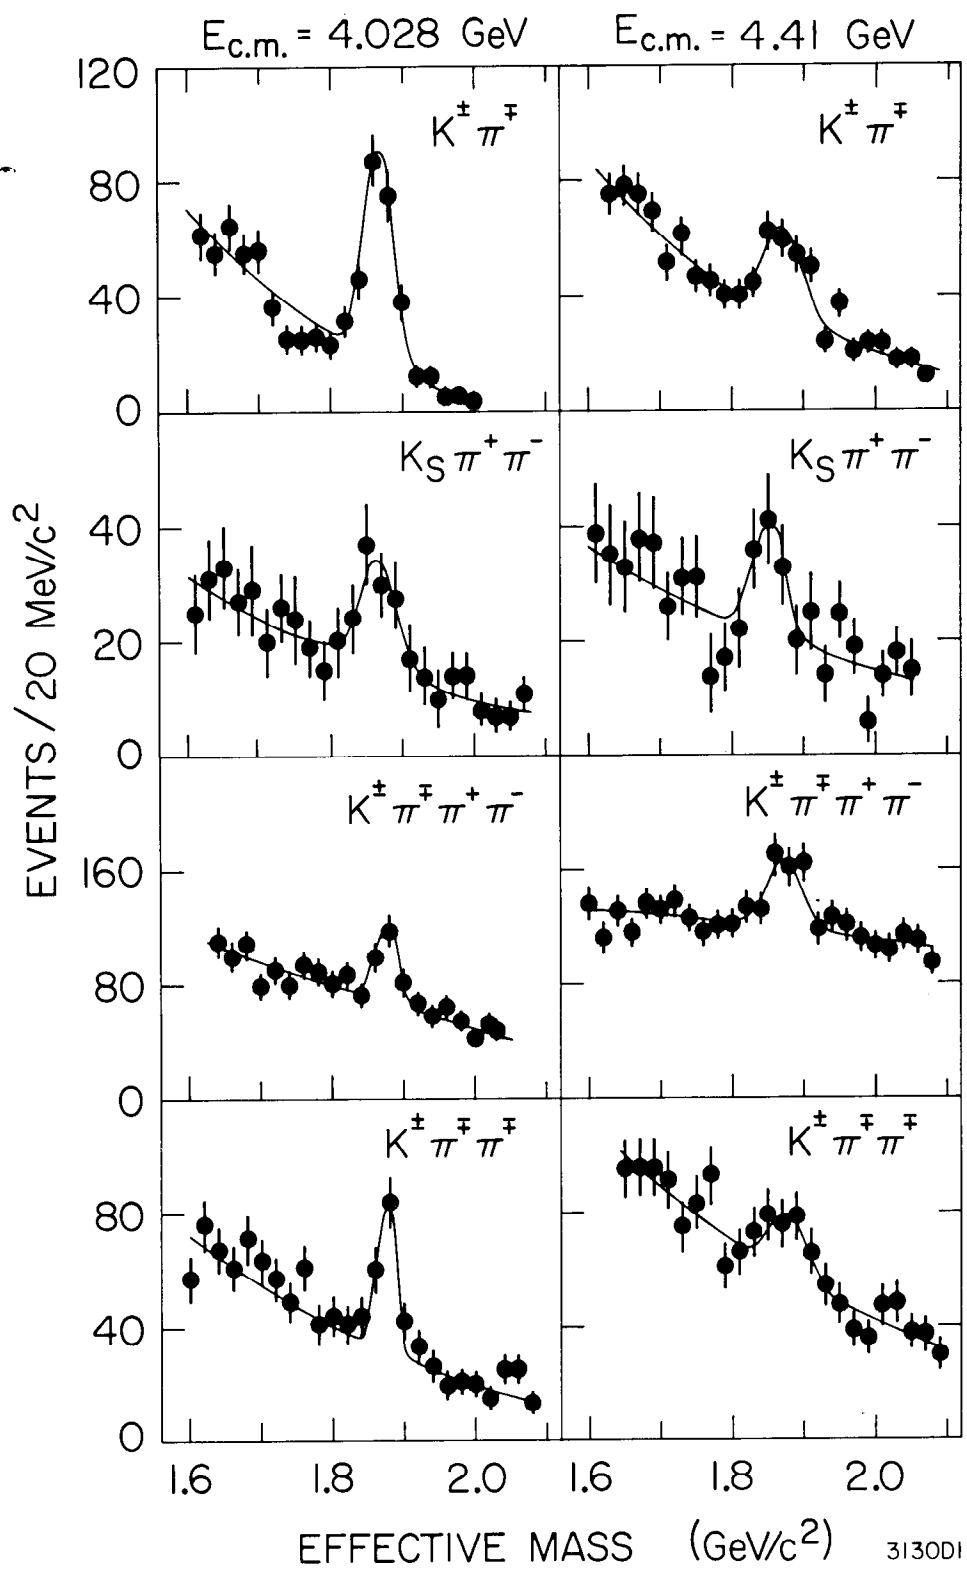 E_c.m. = 4.028 GeV E_c.m. = 4.41 GeV
120
80
40
0
K± π∓ K± π∓
40
20
0
K_S π⁺ π⁻ K_S π⁺ π⁻
160
80
0
K± π∓ π⁺ π⁻ K± π∓ π⁺ π⁻
80
40
0
K± π∓ π∓ K± π∓ π∓
EVENTS / 20 MeV/c²
1.6 1.8 2.0 1.6 1.8 2.0
EFFECTIVE MASS (GeV/c²)
3130D1